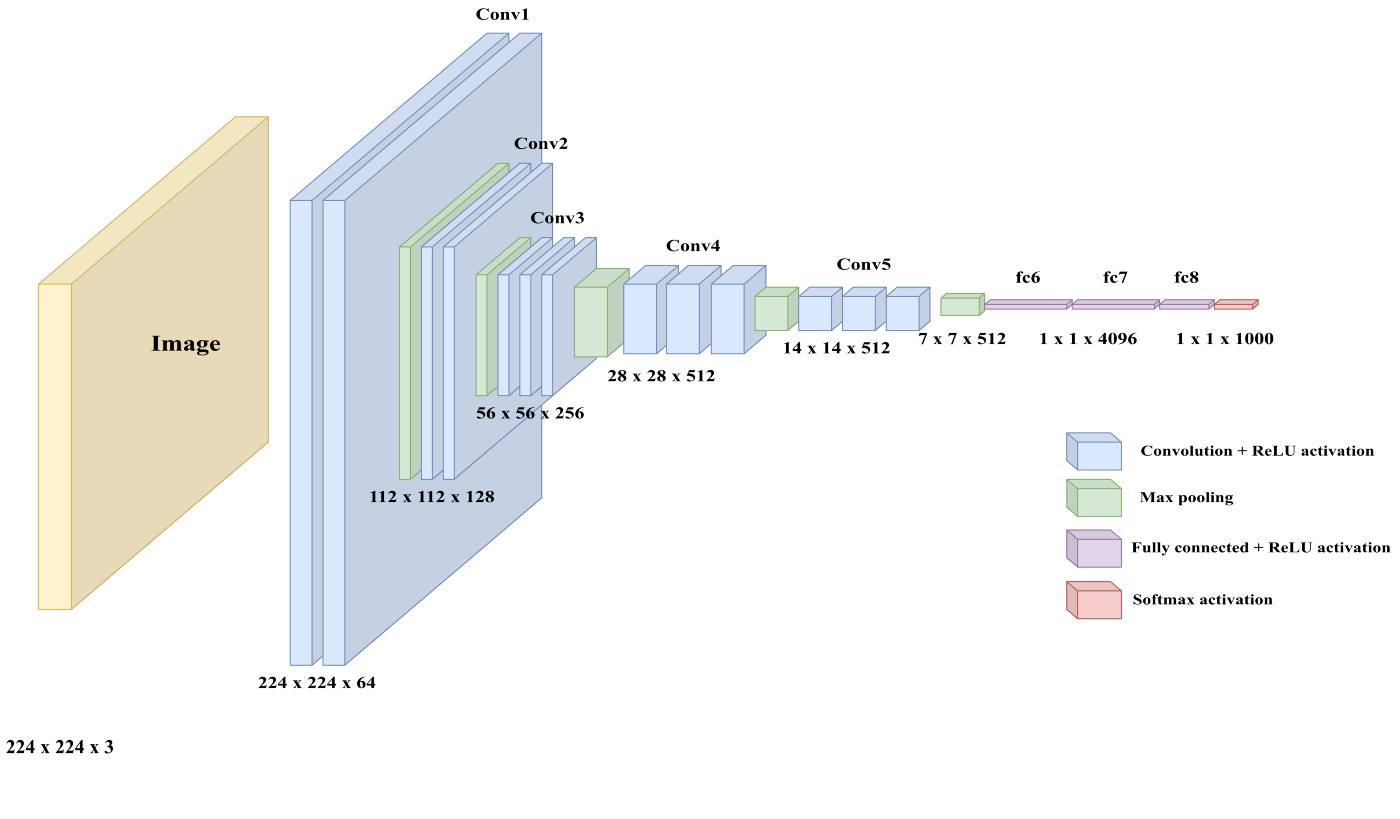 Conv1
Conv2
Conv3
Conv4
Conv5
fc6
fc7
fc8
Image
7 x 7 x 512
1 x 1 x 4096
1 x 1 x 1000
14 x 14 x 512
28 x 28 x 512
56 x 56 x 256
112 x 112 x 128
224 x 224 x 64
224 x 224 x 3
Convolution + ReLU activation
Max pooling
Fully connected + ReLU activation
Softmax activation